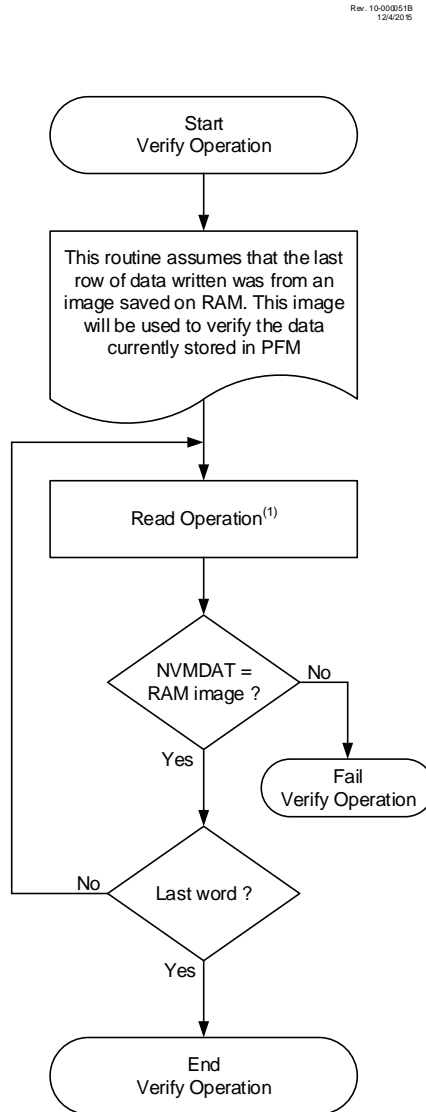 Rev. 10-000051B
12/4/2015
Start
Verify Operation
This routine assumes that the last
row of data written was from an
image saved on RAM. This image
will be used to verify the data
currently stored in PFM
Read Operation(1)
NVMDAT =
RAM image ?
No
Yes
Fail
Verify Operation
No
Last word ?
Yes
End
Verify Operation